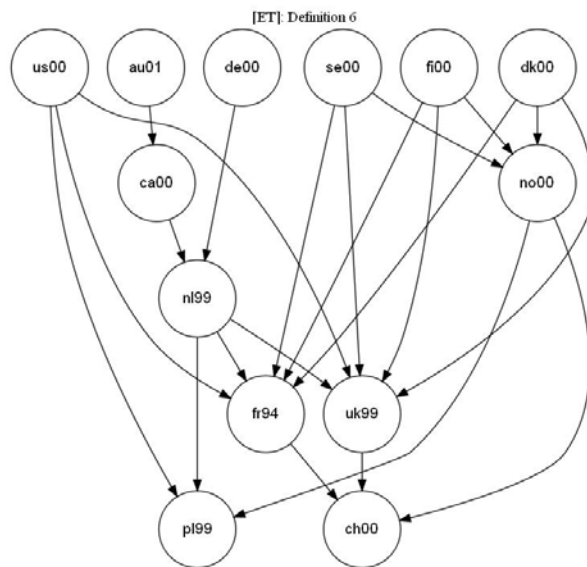 [ET]: Definition 6
us00 au01 de00 se00 fi00 dk00
ca00 no00
nl99
fr94 uk99
pl99 ch00